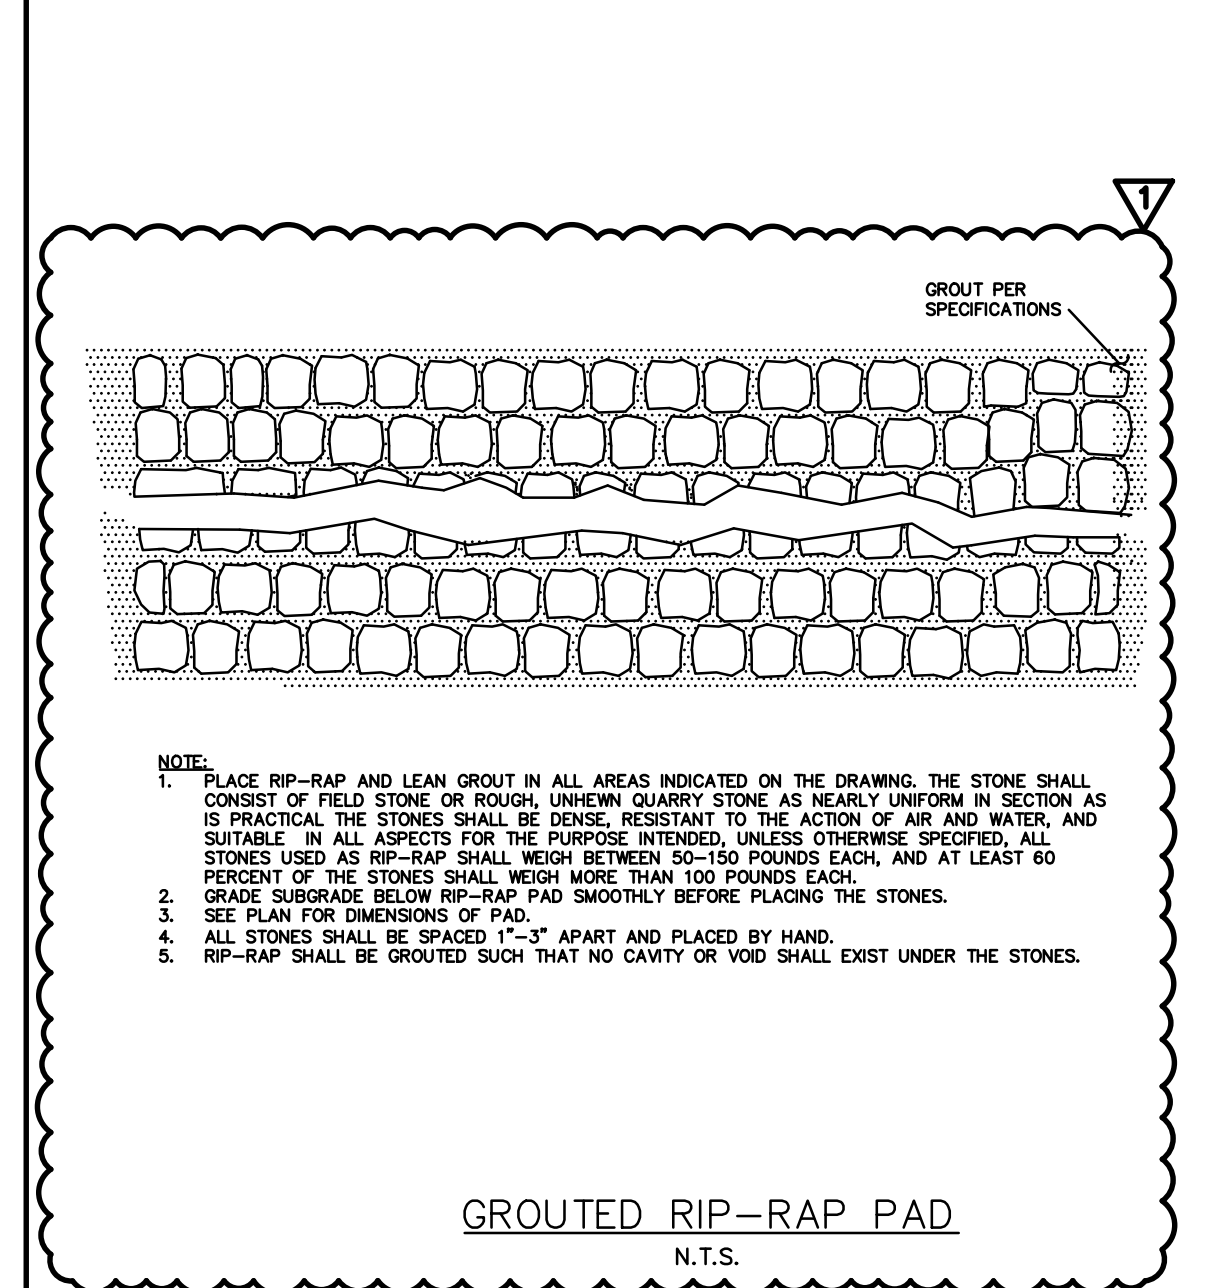 1
GROUT PER
SPECIFICATIONS
NOTE:
1. PLACE RIP-RAP AND LEAN GROUT IN ALL AREAS INDICATED ON THE DRAWING. THE STONE SHALL
CONSIST OF FIELD STONE OR ROUGH, UNHEWN QUARRY STONE AS NEARLY UNIFORM IN SECTION AS
IS PRACTICAL THE STONES SHALL BE DENSE, RESISTANT TO THE ACTION OF AIR AND WATER, AND
SUITABLE IN ALL ASPECTS FOR THE PURPOSE INTENDED, UNLESS OTHERWISE SPECIFIED, ALL
STONES USED AS RIP-RAP SHALL WEIGH BETWEEN 50-150 POUNDS EACH, AND AT LEAST 60
PERCENT OF THE STONES SHALL WEIGH MORE THAN 100 POUNDS EACH.
2. GRADE SUBGRADE BELOW RIP-RAP PAD SMOOTHLY BEFORE PLACING THE STONES.
3. SEE PLAN FOR DIMENSIONS OF PAD.
4. ALL STONES SHALL BE SPACED 1"-3" APART AND PLACED BY HAND.
5. RIP-RAP SHALL BE GROUTED SUCH THAT NO CAVITY OR VOID SHALL EXIST UNDER THE STONES.
GROUTED RIP-RAP PAD
N.T.S.